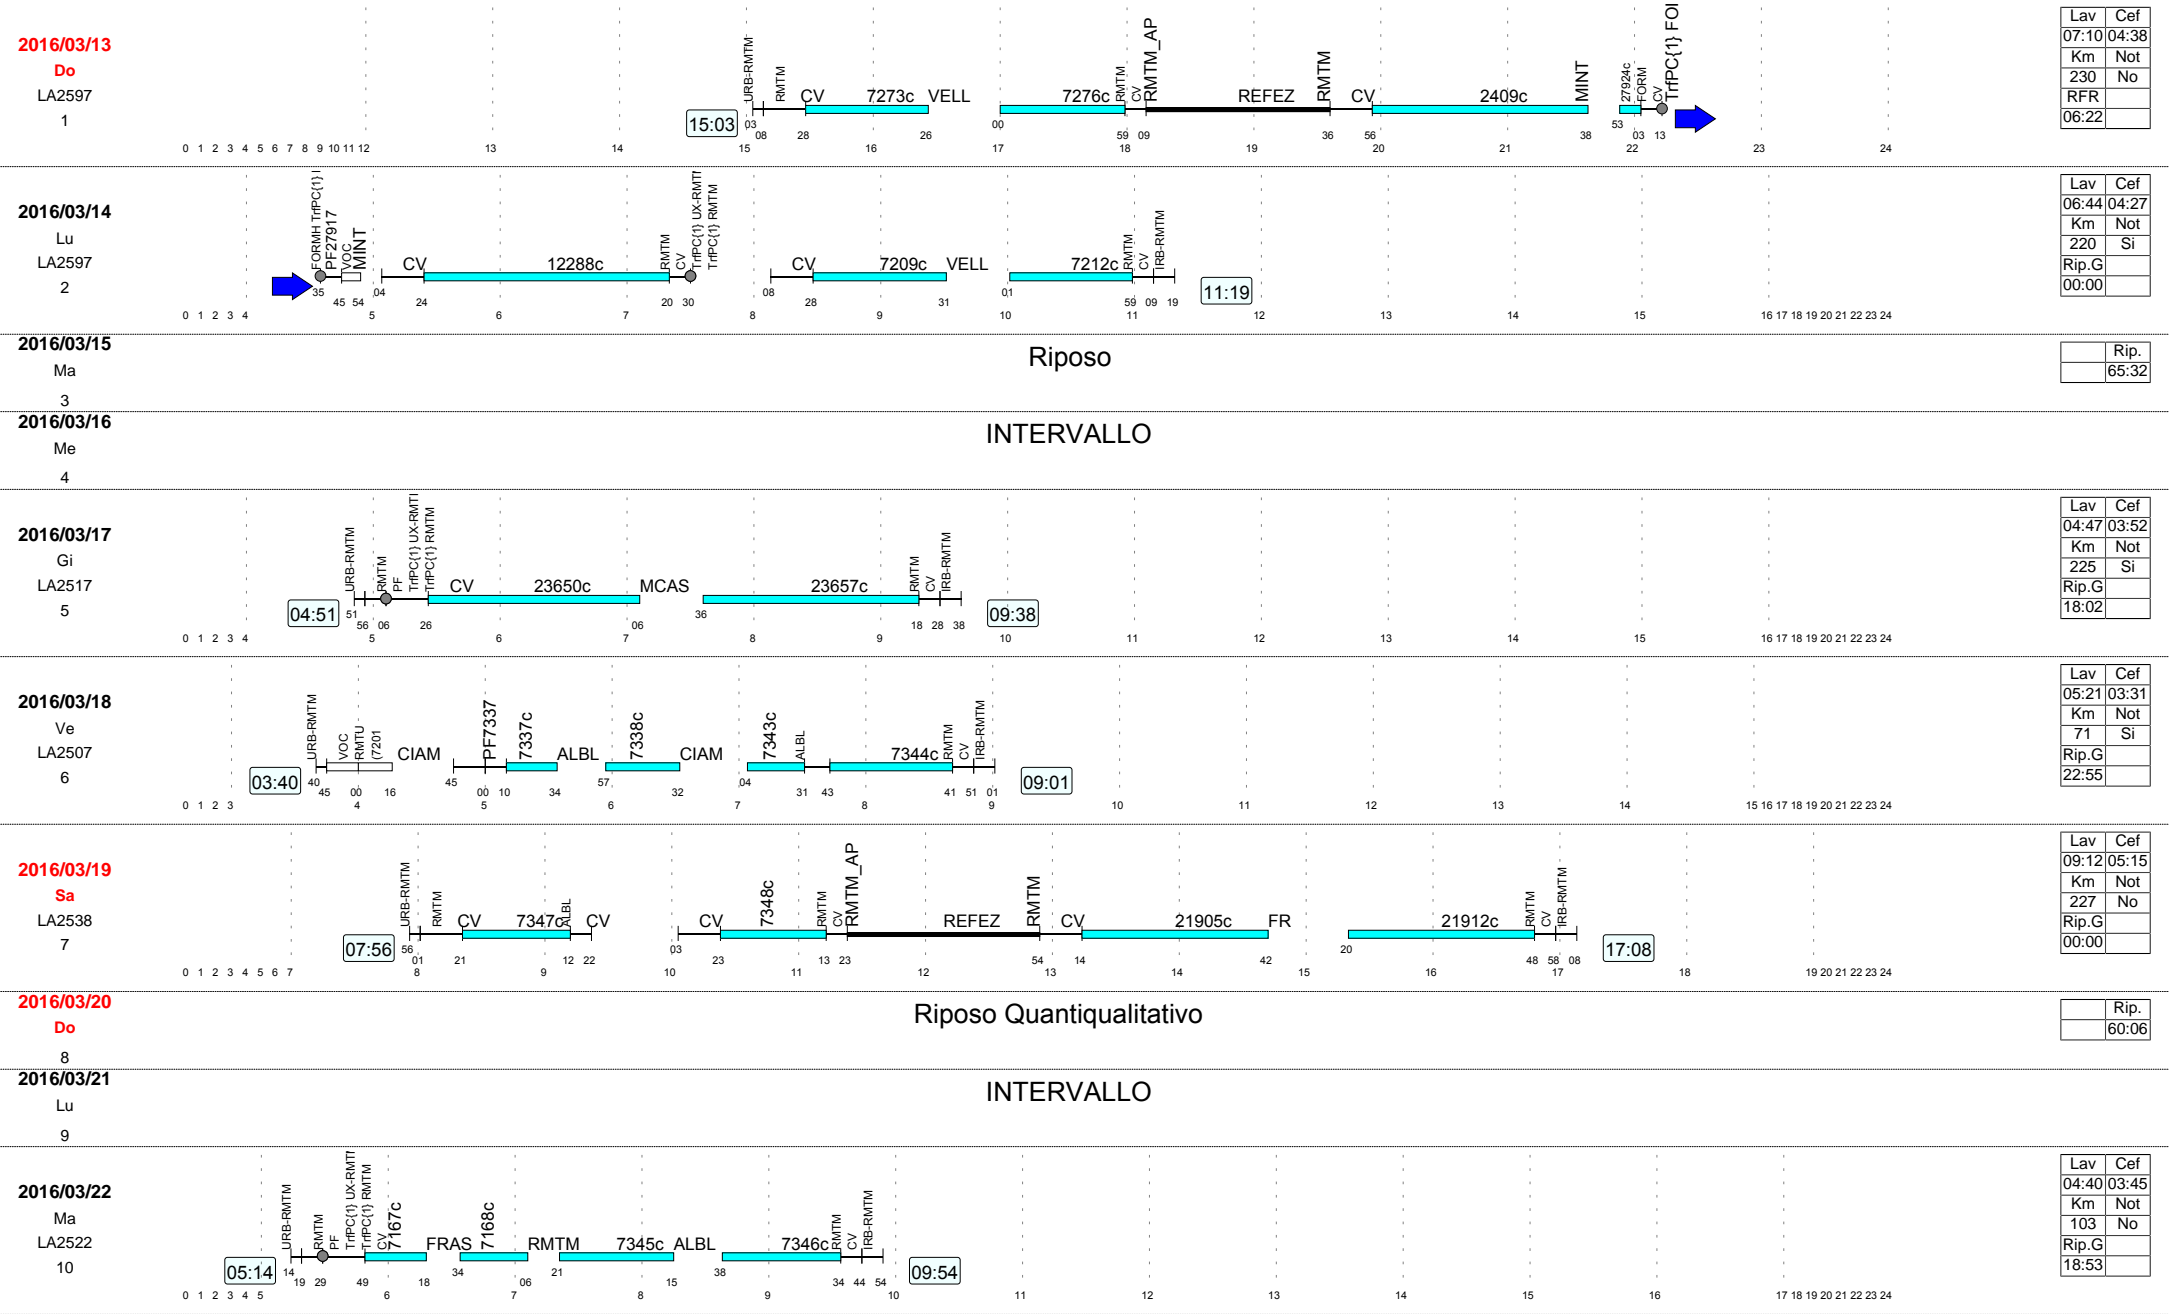 2016/03/13
Do
LA2597
1
15:03
URB-RMTM RMTM CV 7273c VELL 7276c RMTM CV RMTM_AP REFEZ RMTM CV 2409c MINT 27924c FORM CV TrfPC{1} FOI
03 08 28 26 00 59 09 36 56 38 53 03 13
0 1 2 3 4 5 6 7 8 9 10 11 12 13 14 15 16 17 18 19 20 21 22 23 24
Lav Cef
07:10 04:38
Km Not
230 No
RFR
06:22
2016/03/14
Lu
LA2597
2
FORMH TrfPC{1} PF27917 VOC MINT CV 12288c RMTM CV TrfPC{1} UX-RMT TrfPC{1} RMTM CV 7209c VELL 7212c RMTM CV IRB-RMTM
35 45 54 04 24 20 30 08 28 31 01 59 09 19
11:19
0 1 2 3 4 5 6 7 8 9 10 11 12 13 14 15 16 17 18 19 20 21 22 23 24
Lav Cef
06:44 04:27
Km Not
220 Si
Rip.G
00:00
2016/03/15
Ma
3
Riposo
Rip.
65:32
2016/03/16
Me
4
INTERVALLO
2016/03/17
Gi
LA2517
5
04:51
URB-RMTM RMTM PF TrfPC{1} UX-RMT TrfPC{1} RMTM CV 23650c MCAS 23657c RMTM CV IRB-RMTM
51 56 06 26 06 36 18 28 38
09:38
0 1 2 3 4 5 6 7 8 9 10 11 12 13 14 15 16 17 18 19 20 21 22 23 24
Lav Cef
04:47 03:52
Km Not
225 Si
Rip.G
18:02
2016/03/18
Ve
LA2507
6
03:40
URB-RMTM VOC RMTU (7201 CIAM PF7337 7337c ALBL 7338c CIAM 7343c ALBL 7344c RMTM CV IRB-RMTM
40 45 00 16 45 00 10 34 57 32 04 31 43 41 51 01
09:01
0 1 2 3 4 5 6 7 8 9 10 11 12 13 14 15 16 17 18 19 20 21 22 23 24
Lav Cef
05:21 03:31
Km Not
71 Si
Rip.G
22:55
2016/03/19
Sa
LA2538
7
07:56
URB-RMTM RMTM CV 7347c ALBL CV CV 7348c RMTM CV RMTM_AP REFEZ RMTM CV 21905c FR 21912c RMTM CV IRB-RMTM
56 01 21 12 22 03 23 13 23 54 14 42 20 48 58 08
17:08
0 1 2 3 4 5 6 7 8 9 10 11 12 13 14 15 16 17 18 19 20 21 22 23 24
Lav Cef
09:12 05:15
Km Not
227 No
Rip.G
00:00
2016/03/20
Do
8
Riposo Quantiqualitativo
Rip.
60:06
2016/03/21
Lu
9
INTERVALLO
2016/03/22
Ma
LA2522
10
05:14
URB-RMTM RMTM PF TrfPC{1} UX-RMT TrfPC{1} RMTM CV 7167c FRAS 7168c RMTM 7345c ALBL 7346c RMTM CV IRB-RMTM
14 19 29 49 18 34 06 21 15 38 34 44 54
09:54
0 1 2 3 4 5 6 7 8 9 10 11 12 13 14 15 16 17 18 19 20 21 22 23 24
Lav Cef
04:40 03:45
Km Not
103 No
Rip.G
18:53